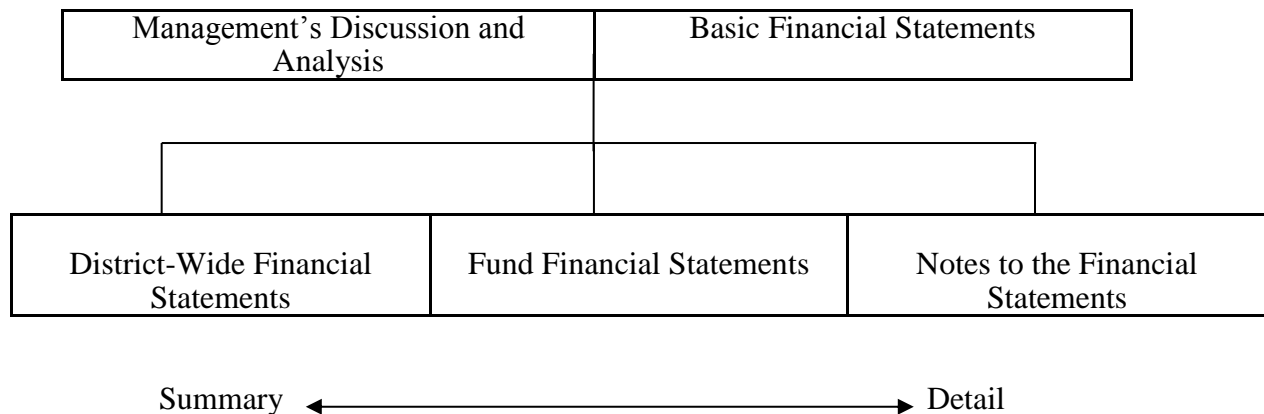 Management’s Discussion and
Analysis
Basic Financial Statements
District-Wide Financial
Statements
Fund Financial Statements
Notes to the Financial
Statements
Summary
Detail